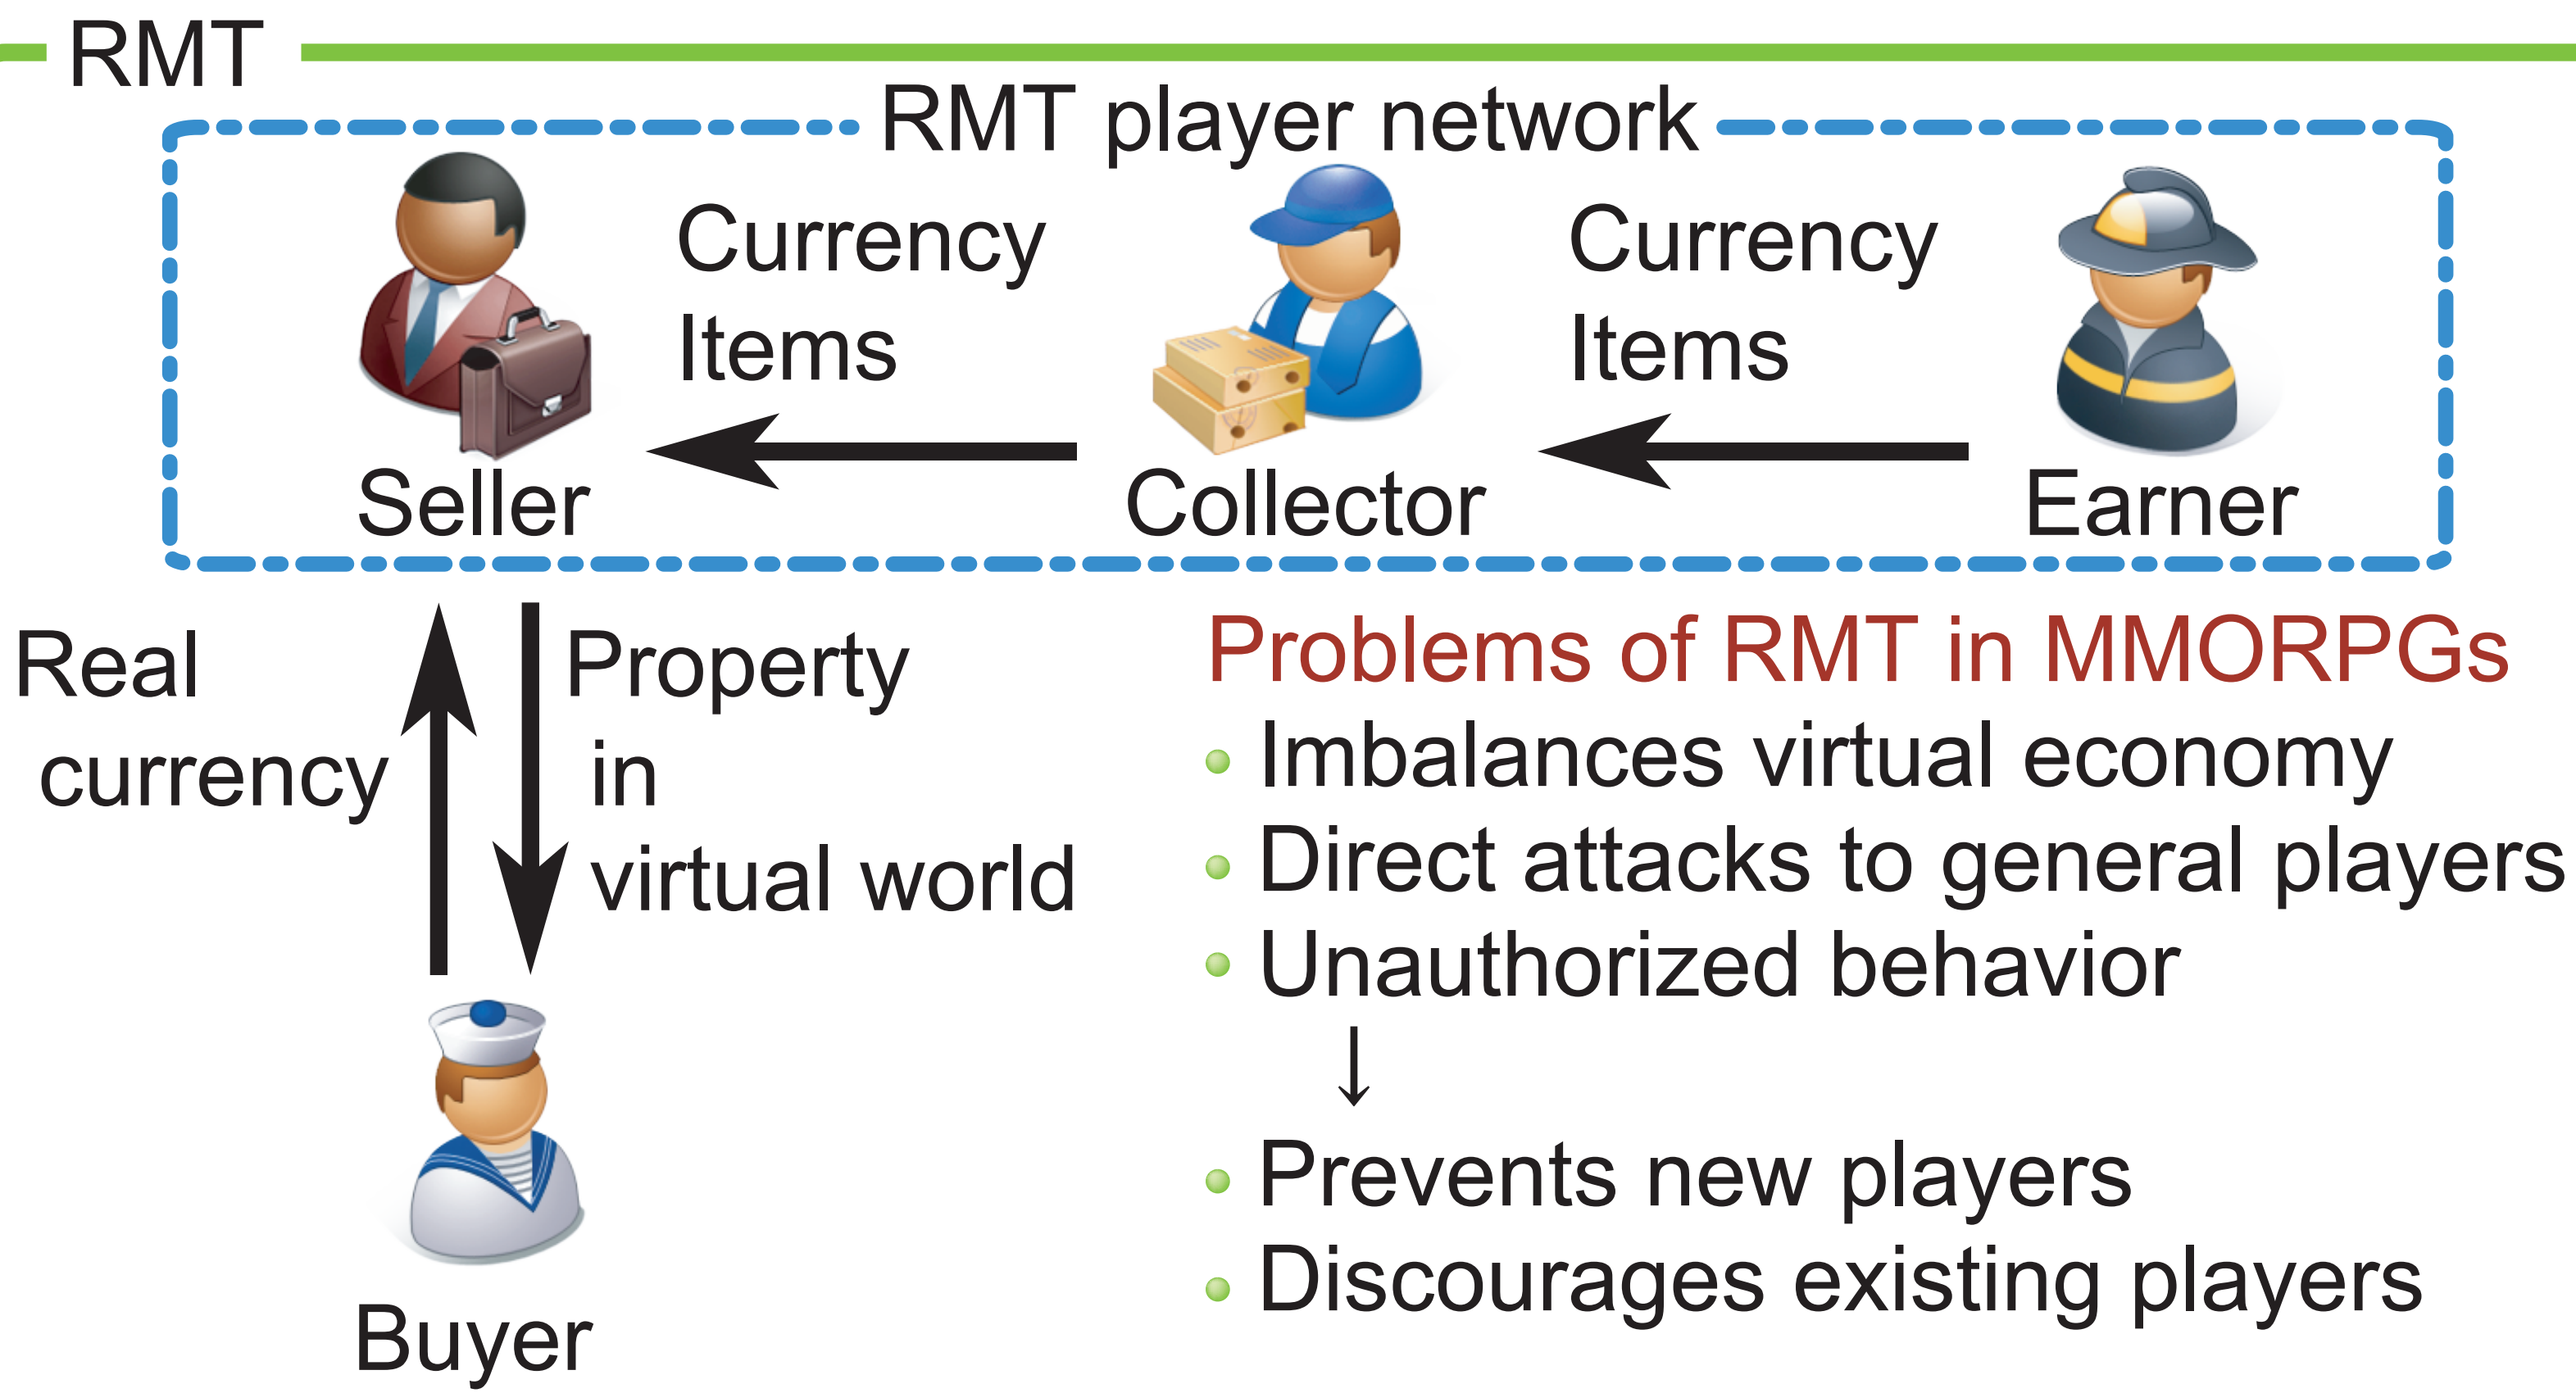 RMT
RMT player network
Currency
Items
Currency
Items
Seller
Collector
Earner
Real
currency
Property
in
virtual world
Buyer
Problems of RMT in MMORPGs
Imbalances virtual economy
Direct attacks to general players
Unauthorized behavior
↓
Prevents new players
Discourages existing players